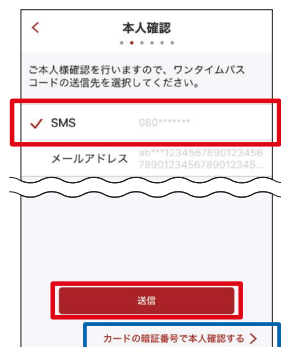 本人確認
ご本人様確認を行いますので、ワンタイムパス
コードの送信先を選択してください。
SMS 080*******
メールアドレス ab***1234567890123456
7890123456789012345...
送信
カードの暗証番号で本人確認する